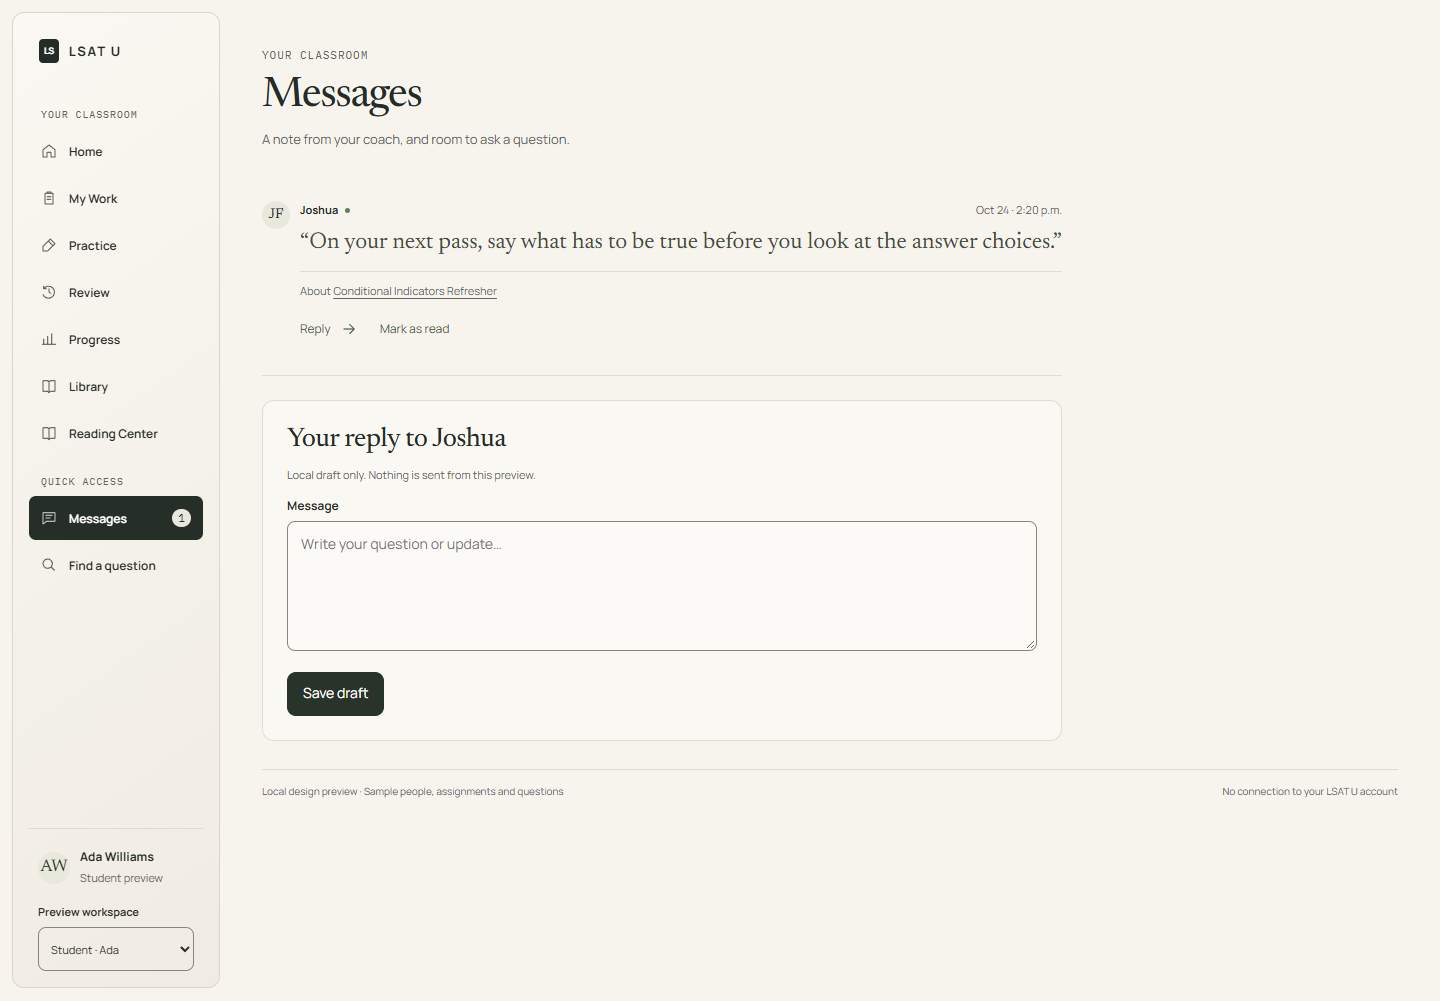 LS LSAT U
YOUR CLASSROOM
Home
My Work
Practice
Review
Progress
Library
Reading Center
QUICK ACCESS
Messages 1
Find a question
AW Ada Williams
Student preview
Preview workspace
Student · Ada
YOUR CLASSROOM
Messages
A note from your coach, and room to ask a question.
JF Joshua Oct 24 · 2:20 p.m.
“On your next pass, say what has to be true before you look at the answer choices.”
About Conditional Indicators Refresher
Reply → Mark as read
Your reply to Joshua
Local draft only. Nothing is sent from this preview.
Message
Write your question or update…
Save draft
Local design preview · Sample people, assignments and questions No connection to your LSAT U account